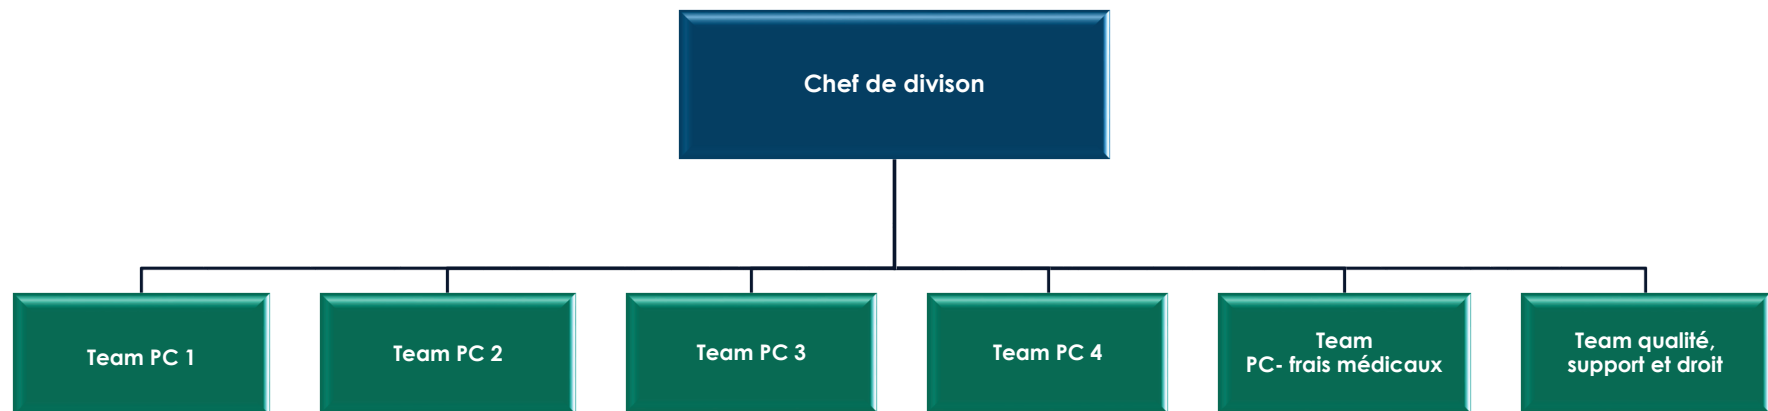 Chef de divison
Team PC 1
Team PC 2
Team PC 3
Team PC 4
Team
PC- frais médicaux
Team qualité,
support et droit